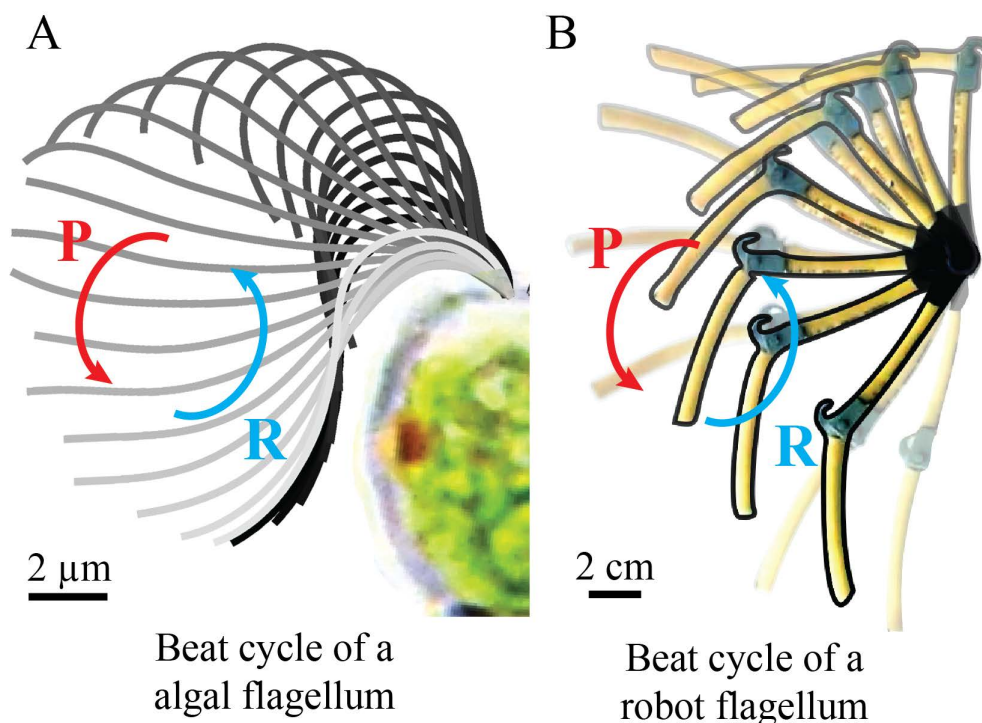 A
B
P
R
P
R
2 µm
2 cm
Beat cycle of a
algal flagellum
Beat cycle of a
robot flagellum